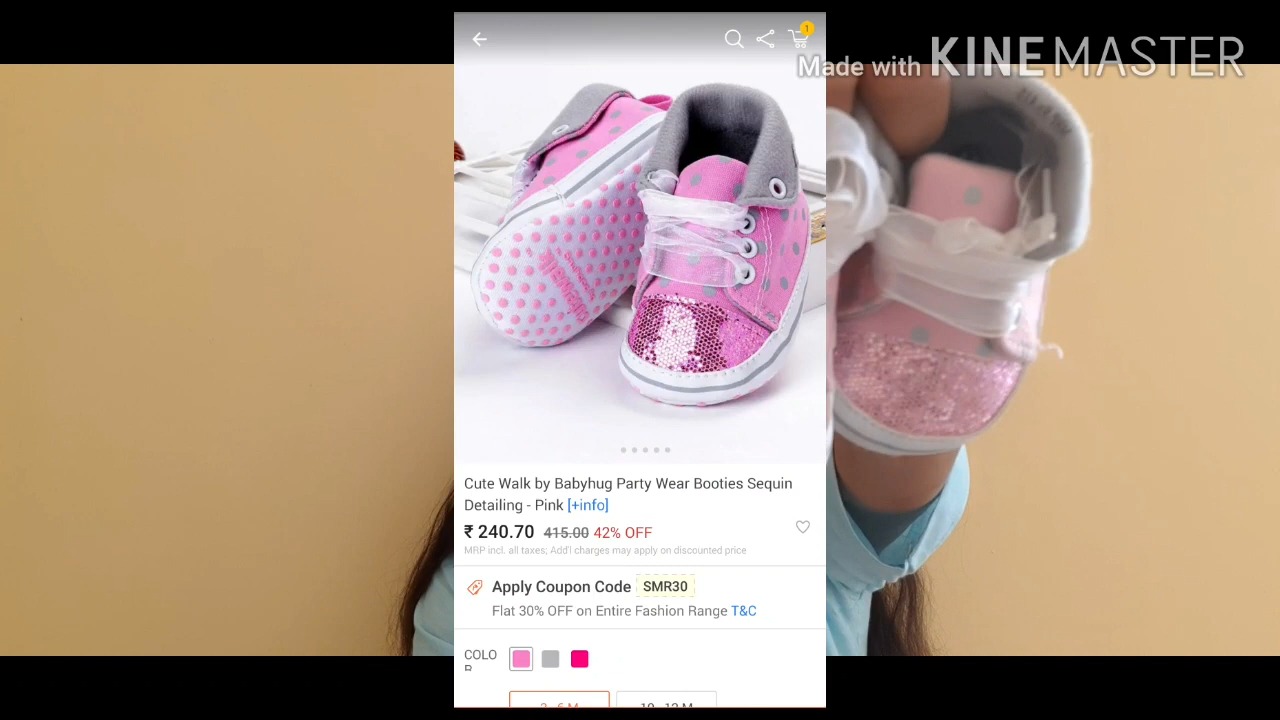 1
Made with KINEMASTER
Cute Walk by Babyhug Party Wear Booties Sequin
Detailing - Pink [+info]
₹ 240.70 415.00 42% OFF
MRP incl. all taxes; Add'l charges may apply on discounted price
Apply Coupon Code SMR30
Flat 30% OFF on Entire Fashion Range T&C
COLO